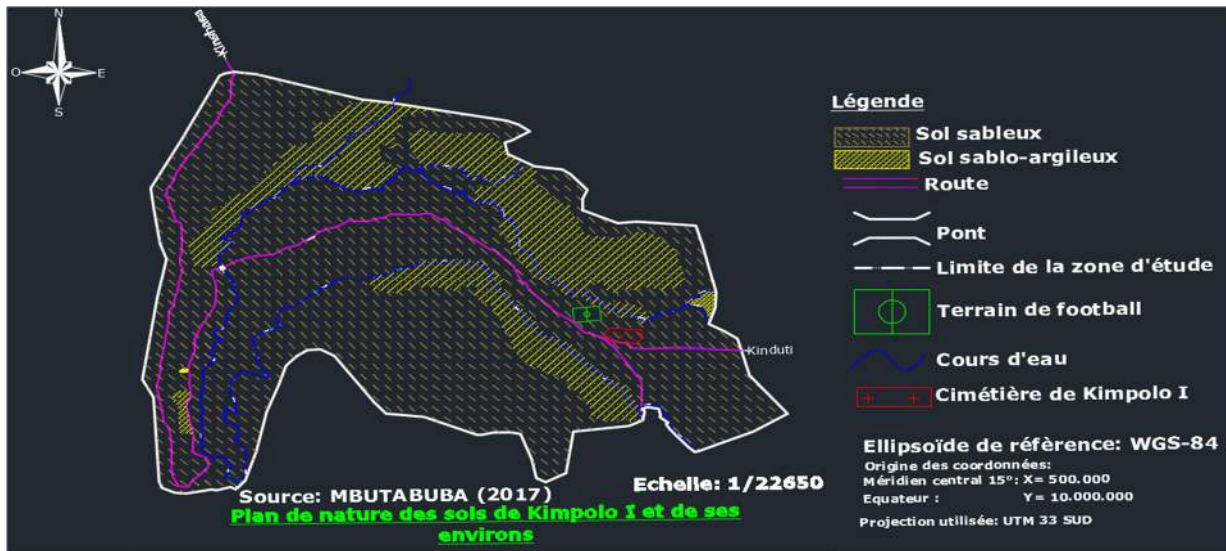 Kinshasa
N
O
E
S
Légende
Sol sableux
Sol sablo-argileux
Route
Pont
Limite de la zone d'étude
Terrain de football
Cours d'eau
Cimétière de Kimpolo I
Kinduti
Ellipsoïde de réfèrence: WGS-84
Origine des coordonnées:
Méridien central 15°: X= 500.000
Equateur : Y= 10.000.000
Projection utilisée: UTM 33 SUD
Echelle: 1/22650
Source: MBUTABUBA (2017)
Plan de nature des sols de Kimpolo I et de ses
environs